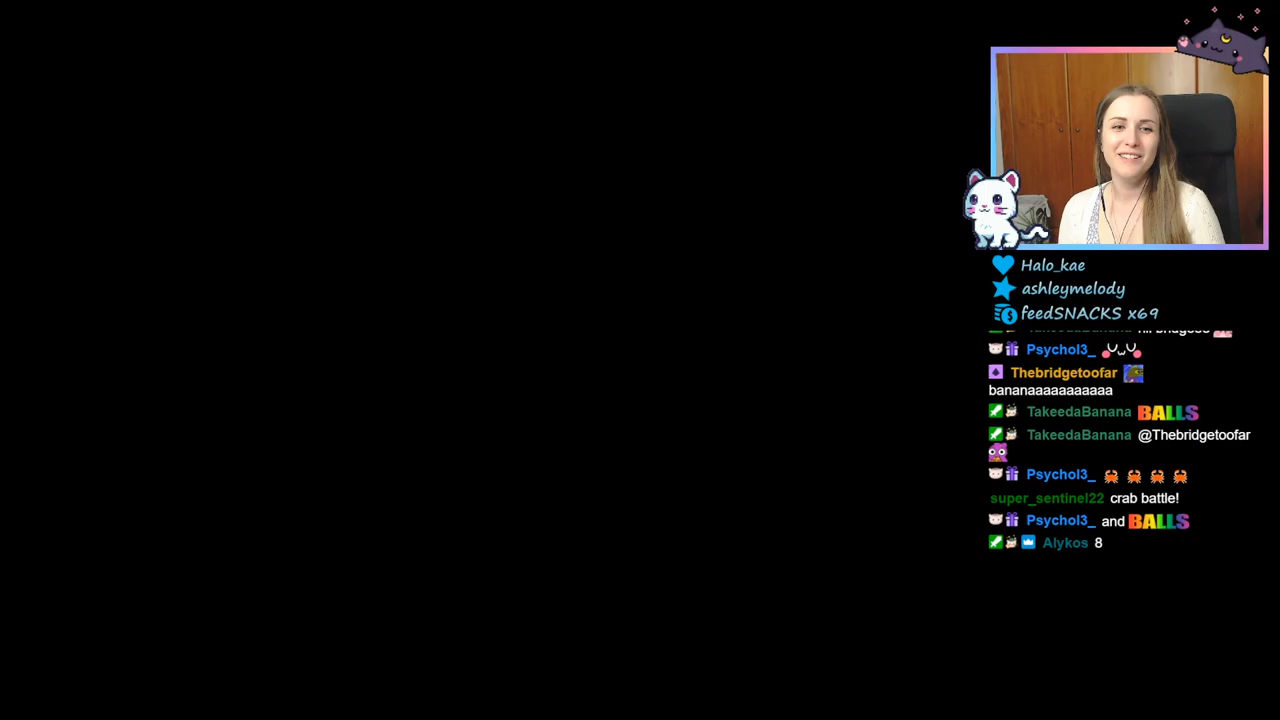 Halo_kae
ashleymelody
feedSNACKS x69
Psychol3_
Thebridgetoofar
bananaaaaaaaaaaa
TakeedaBanana BALLS
TakeedaBanana @Thebridgetoofar
Psychol3_
super_sentinel22 crab battle!
Psychol3_ and BALLS
Alykos 8